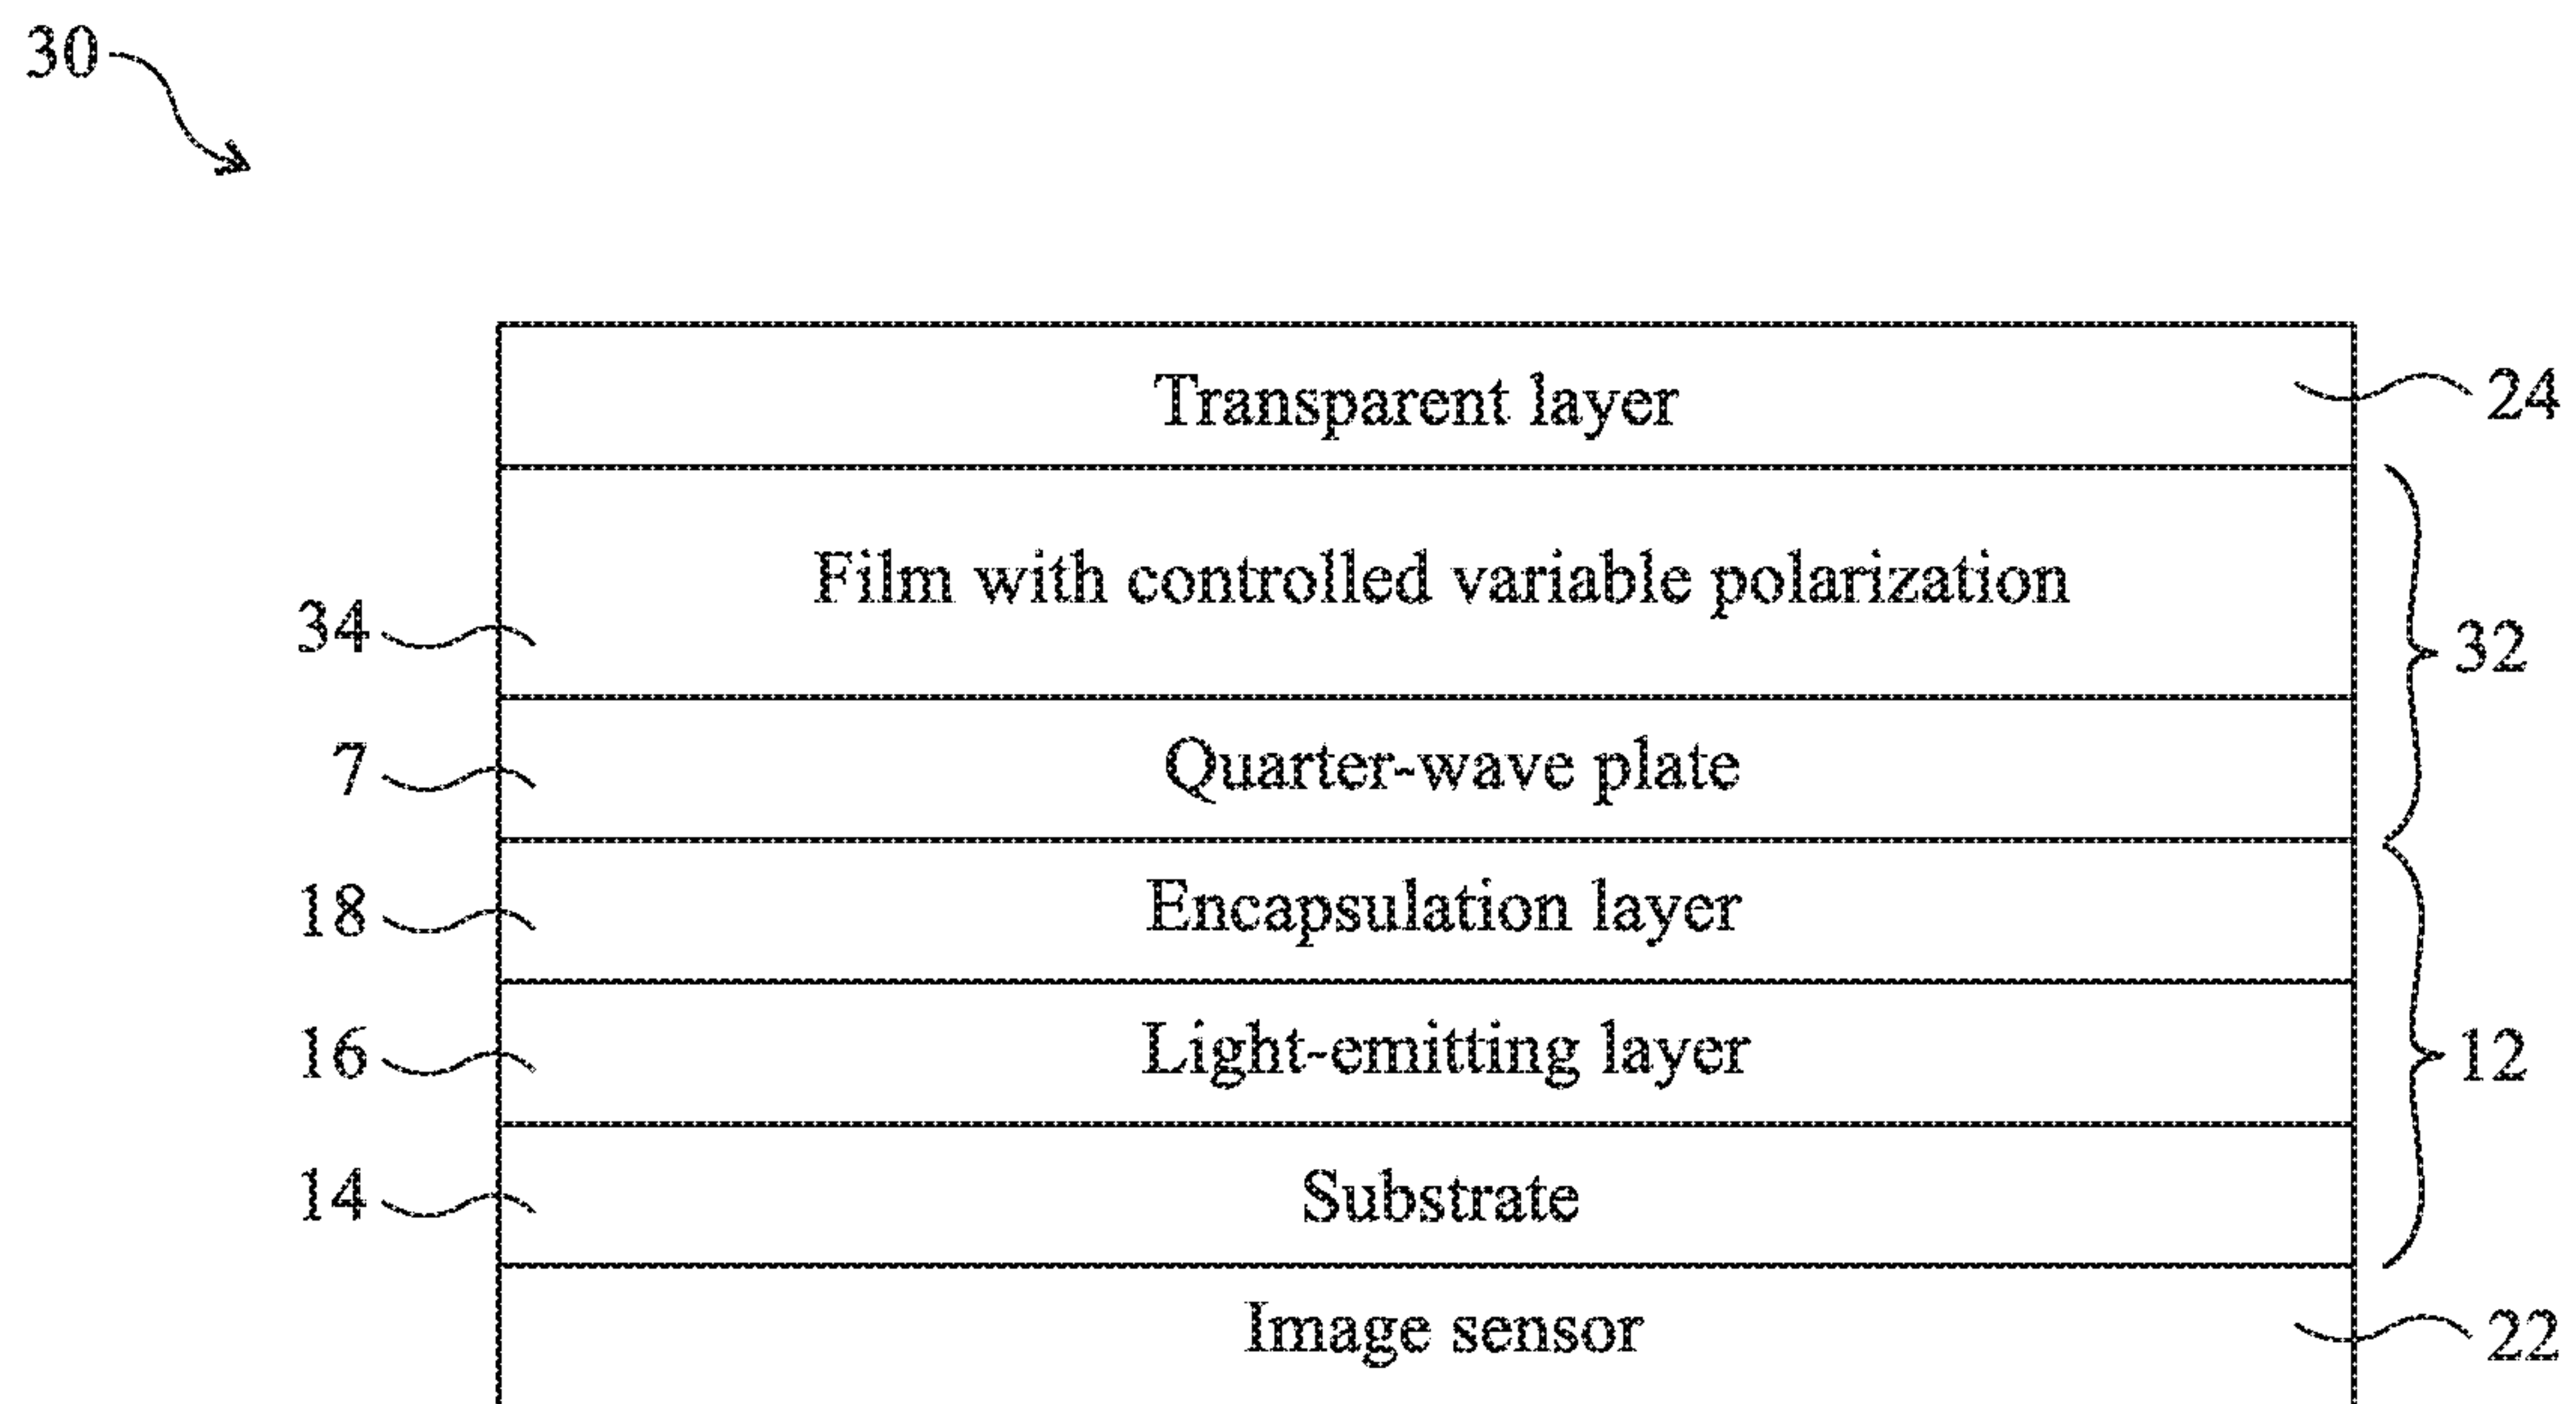 30
Transparent layer 24
Film with controlled variable polarization
34 32
7 Quarter-wave plate
18 Encapsulation layer
16 Light-emitting layer 12
14 Substrate
Image sensor 22